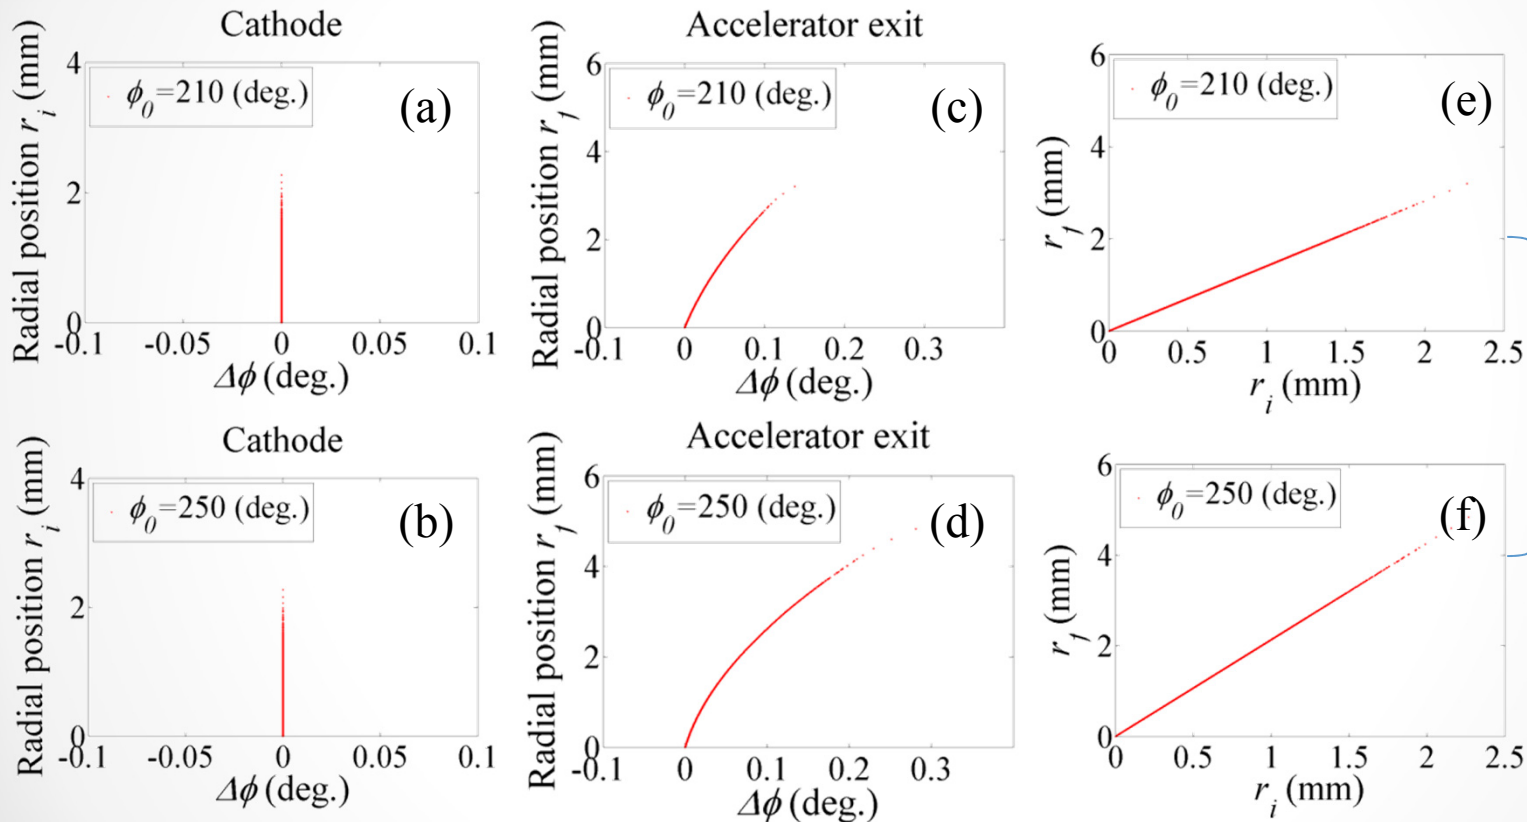 Cathode
Radial position r_i (mm)
4
2
0
ϕ_0=210 (deg.)
(a)
-0.1 -0.05 0 0.05 0.1
Δϕ (deg.)
Accelerator exit
Radial position r_f (mm)
6
4
2
0
ϕ_0=210 (deg.)
(c)
-0.1 0 0.1 0.2 0.3
Δϕ (deg.)
r_f (mm)
6
4
2
0
ϕ_0=210 (deg.)
(e)
0 0.5 1 1.5 2 2.5
r_i (mm)
Cathode
Radial position r_i (mm)
4
2
0
ϕ_0=250 (deg.)
(b)
-0.1 -0.05 0 0.05 0.1
Δϕ (deg.)
Accelerator exit
Radial position r_f (mm)
6
4
2
0
ϕ_0=250 (deg.)
(d)
-0.1 0 0.1 0.2 0.3
Δϕ (deg.)
r_f (mm)
6
4
2
0
ϕ_0=250 (deg.)
(f)
0 0.5 1 1.5 2 2.5
r_i (mm)